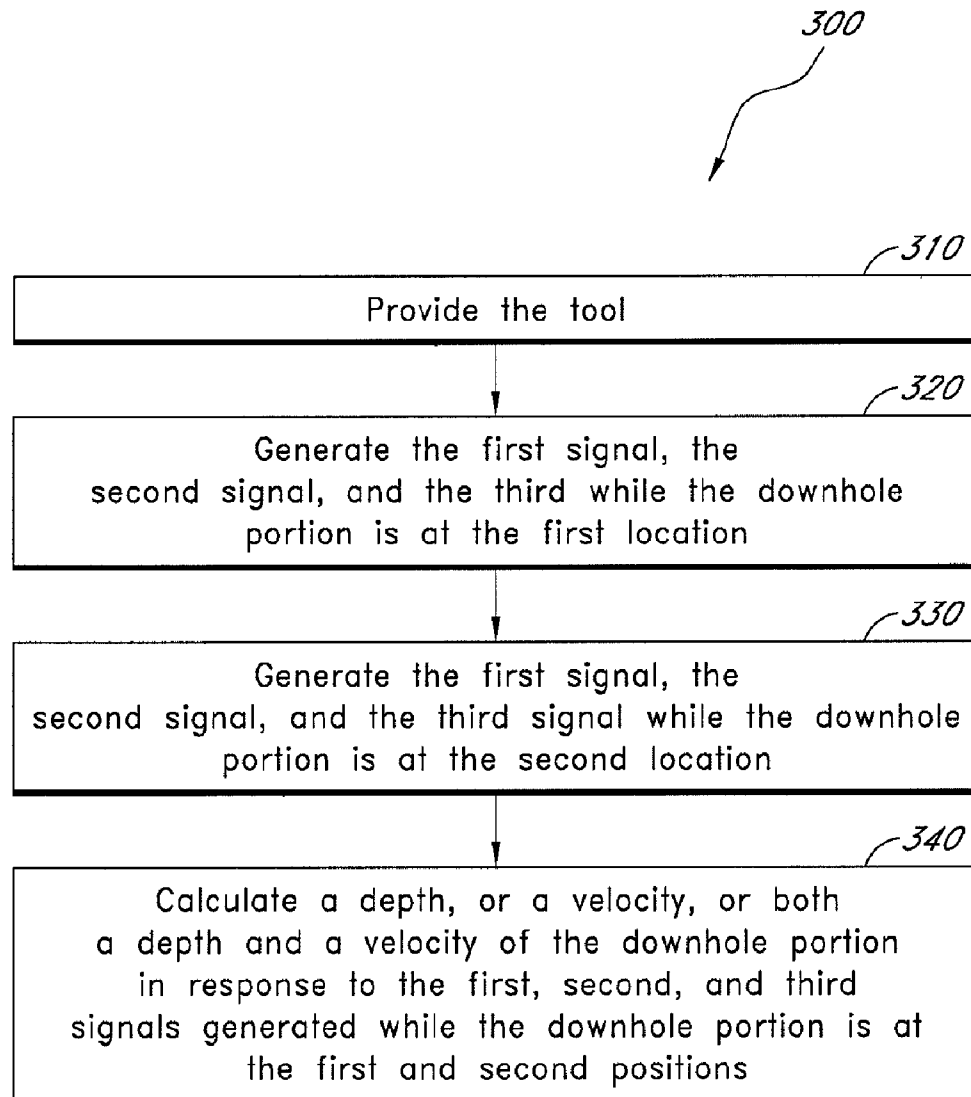 300
310
Provide the tool
320
Generate the first signal, the
second signal, and the third while the downhole
portion is at the first location
330
Generate the first signal, the
second signal, and the third signal while the downhole
portion is at the second location
340
Calculate a depth, or a velocity, or both
a depth and a velocity of the downhole portion
in response to the first, second, and third
signals generated while the downhole portion is at
the first and second positions